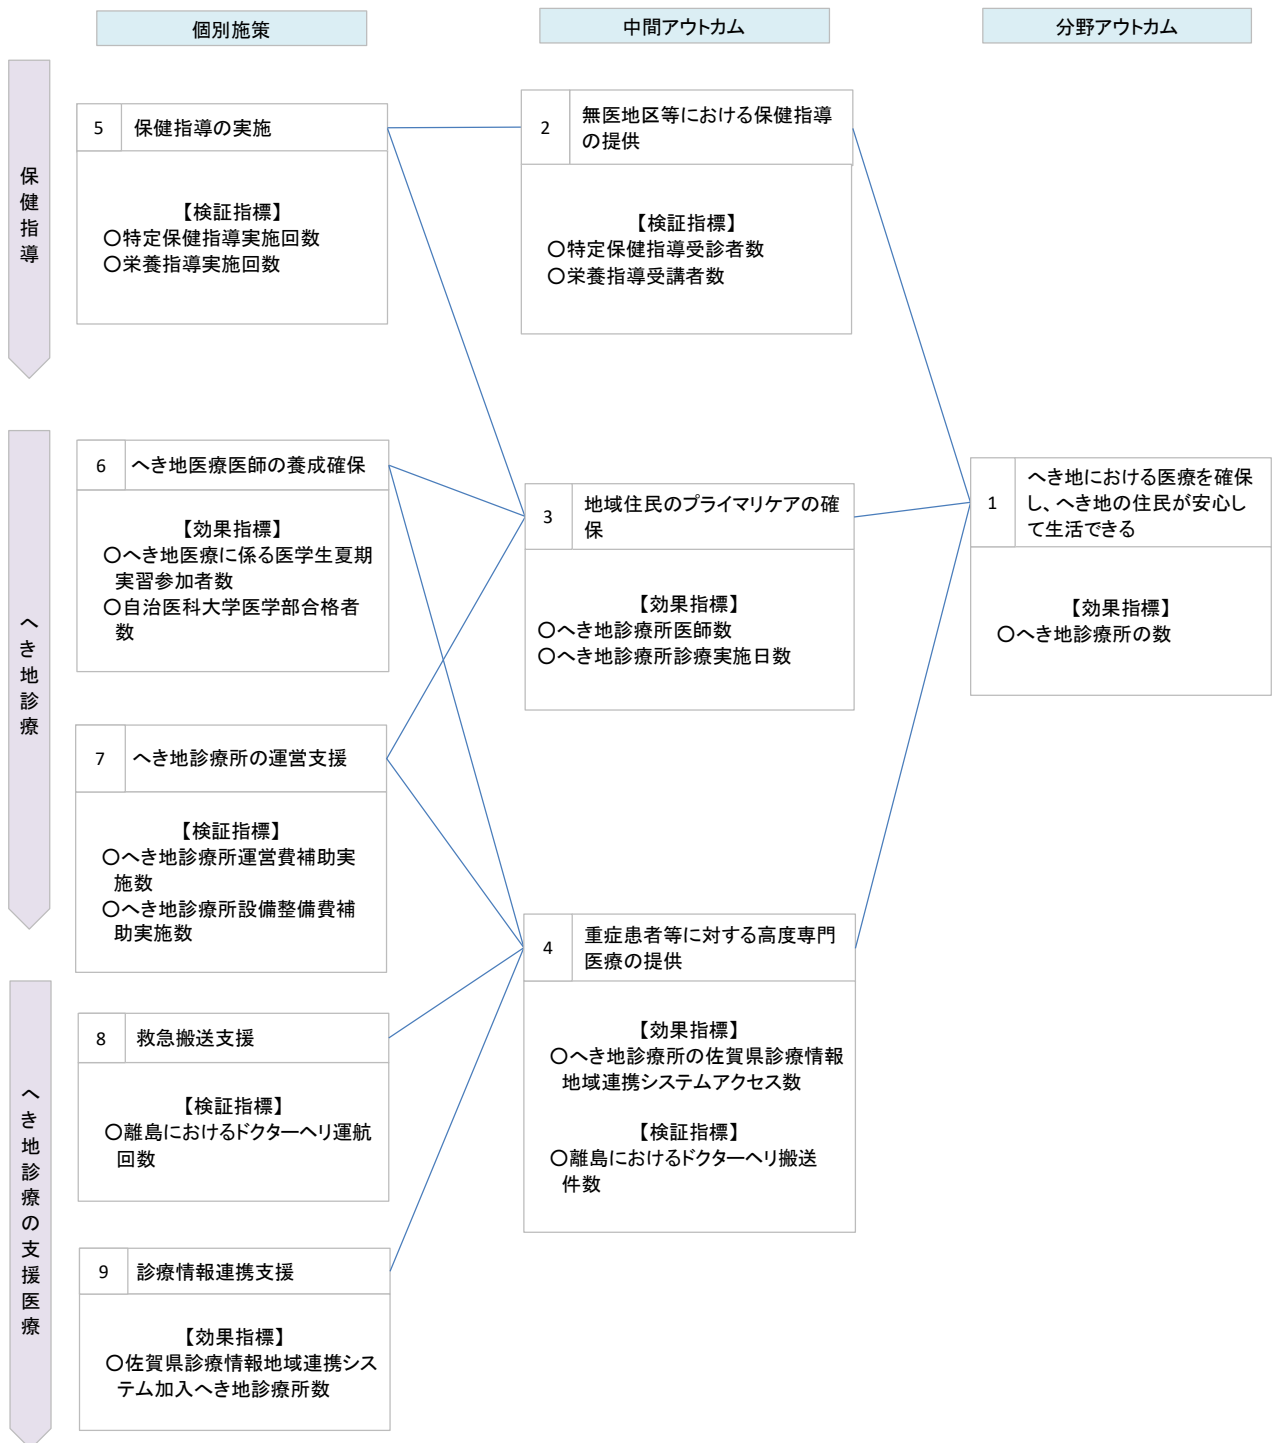 個別施策
中間アウトカム
分野アウトカム
保健指導
5
保健指導の実施
【検証指標】
○特定保健指導実施回数
○栄養指導実施回数
2
無医地区等における保健指導
の提供
【検証指標】
○特定保健指導受診者数
○栄養指導受講者数
へき地診療
6
へき地医療医師の養成確保
【効果指標】
○へき地医療に係る医学生夏期
実習参加者数
○自治医科大学医学部合格者
数
3
地域住民のプライマリケアの確
保
【効果指標】
○へき地診療所医師数
○へき地診療所診療実施日数
1
へき地における医療を確保
し、へき地の住民が安心し
て生活できる
【効果指標】
○へき地診療所の数
7
へき地診療所の運営支援
【検証指標】
○へき地診療所運営費補助実
施数
○へき地診療所設備整備費補
助実施数
4
重症患者等に対する高度専門
医療の提供
【効果指標】
○へき地診療所の佐賀県診療情報
地域連携システムアクセス数
【検証指標】
○離島におけるドクターヘリ搬送
件数
へき地診療の支援医療
8
救急搬送支援
【検証指標】
○離島におけるドクターヘリ運航
回数
9
診療情報連携支援
【効果指標】
○佐賀県診療情報地域連携シス
テム加入へき地診療所数